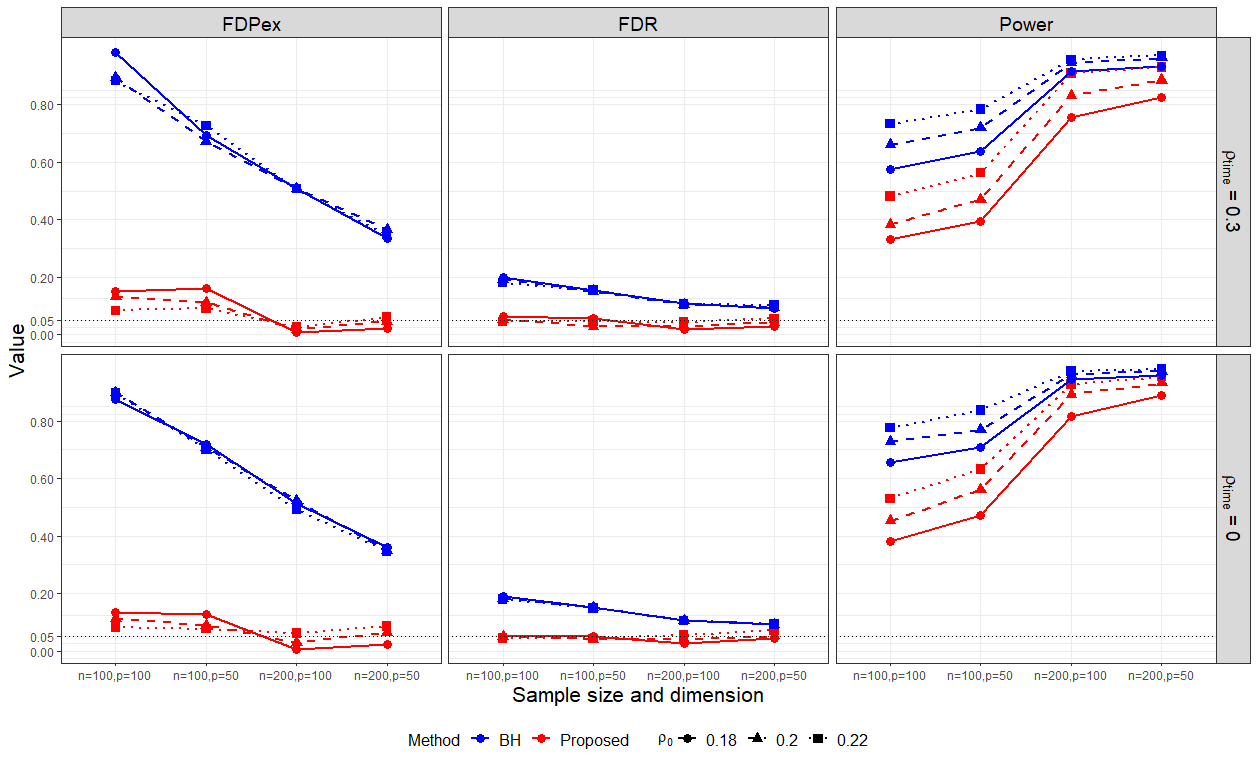 FDPex FDR Power
0.80
0.60
0.40
0.20
0.05
0.00
ρtime = 0.3
0.80
0.60
0.40
0.20
0.05
0.00
ρtime = 0
Value
n=100,p=100 n=100,p=50 n=200,p=100 n=200,p=50 n=100,p=100 n=100,p=50 n=200,p=100 n=200,p=50 n=100,p=100 n=100,p=50 n=200,p=100 n=200,p=50
Sample size and dimension
Method BH Proposed ρ0 0.18 0.2 0.22